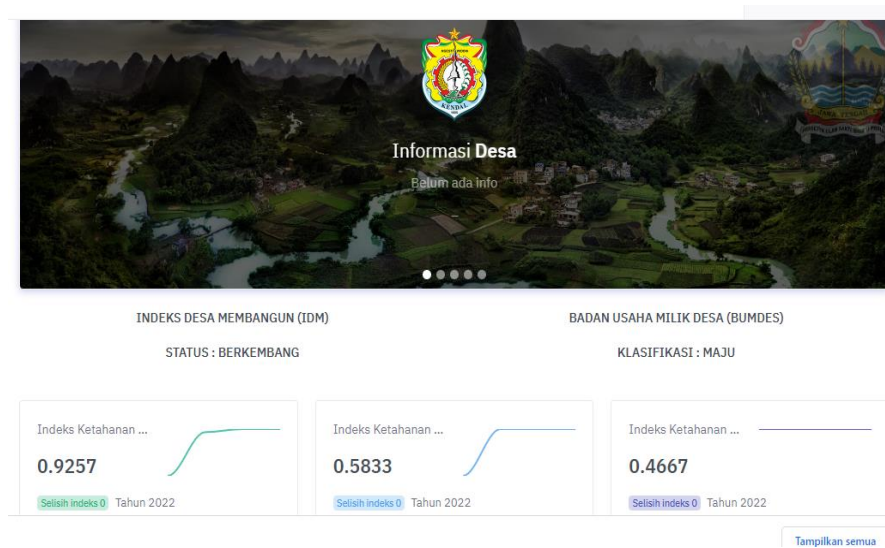 KENDAL
Informasi Desa
Belum ada info
INDEKS DESA MEMBANGUN (IDM)
STATUS : BERKEMBANG
BADAN USAHA MILIK DESA (BUMDES)
KLASIFIKASI : MAJU
Indeks Ketahanan ...
0.9257
Selisih indeks 0 Tahun 2022
Indeks Ketahanan ...
0.5833
Selisih indeks 0 Tahun 2022
Indeks Ketahanan ...
0.4667
Selisih indeks 0 Tahun 2022
Tampilkan semua